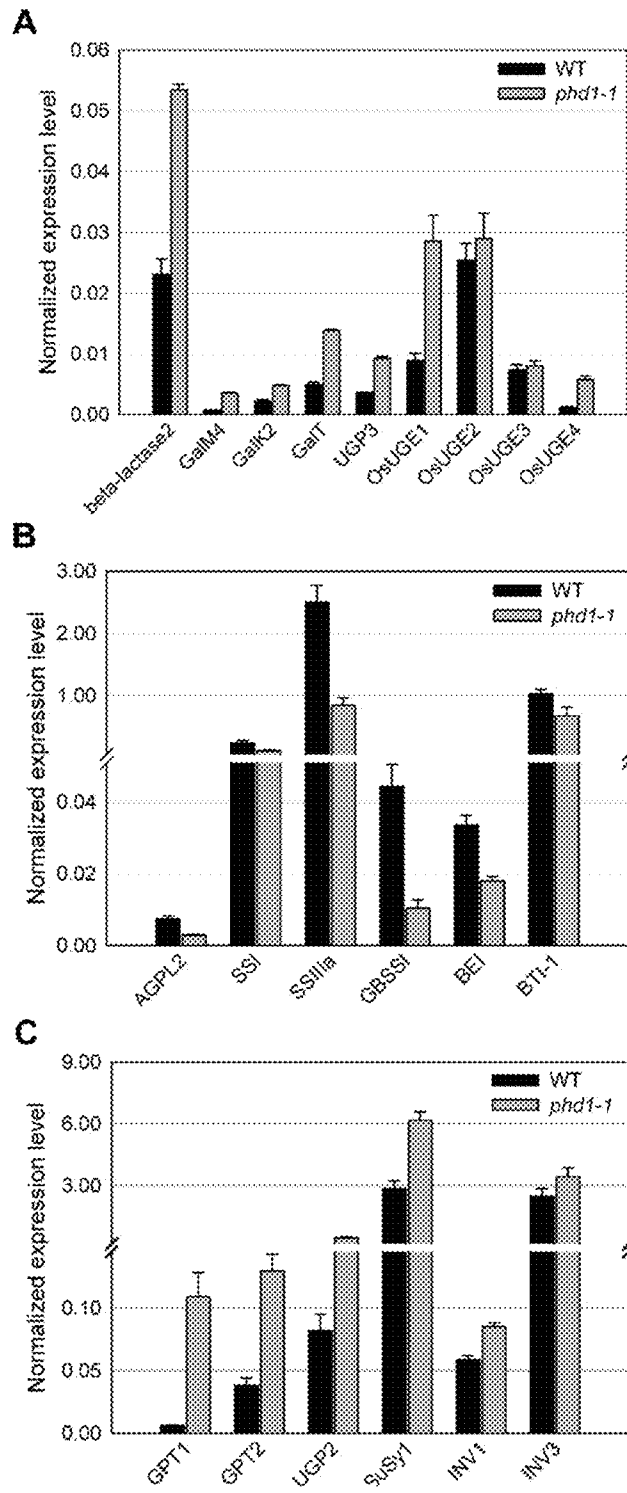 A
Normalized expression level
0.06
0.05
0.04
0.03
0.02
0.01
0.00
WT
phd1-1
beta-lactase2
GalM4
GalK2
GalT
UGP3
OsUGE1
OsUGE2
OsUGE3
OsUGE4
B
Normalized expression level
3.00
2.00
1.00
0.04
0.02
0.00
WT
phd1-1
AGPL2
SSI
SSIIIa
GBSSI
BEI
BTI-1
C
Normalized expression level
9.00
6.00
3.00
0.10
0.05
0.00
WT
phd1-1
GPT1
GPT2
UGP2
SuSy1
INV1
INV3